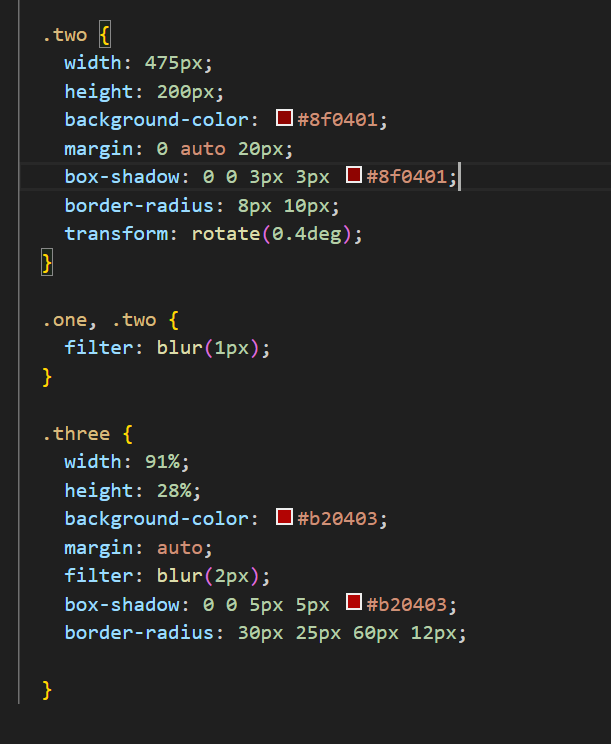 .two {
width: 475px;
height: 200px;
background-color: #8f0401;
margin: 0 auto 20px;
box-shadow: 0 0 3px 3px #8f0401;
border-radius: 8px 10px;
transform: rotate(0.4deg);
}
.one, .two {
filter: blur(1px);
}
.three {
width: 91%;
height: 28%;
background-color: #b20403;
margin: auto;
filter: blur(2px);
box-shadow: 0 0 5px 5px #b20403;
border-radius: 30px 25px 60px 12px;
}